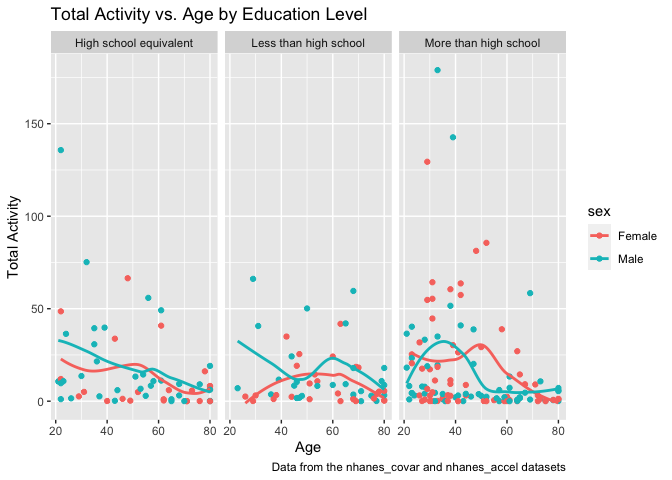 Total Activity vs. Age by Education Level
High school equivalent
Less than high school
More than high school
150
100
50
0
Total Activity
20 40 60 80
20 40 60 80
20 40 60 80
Age
sex
Female
Male
Data from the nhanes_covar and nhanes_accel datasets